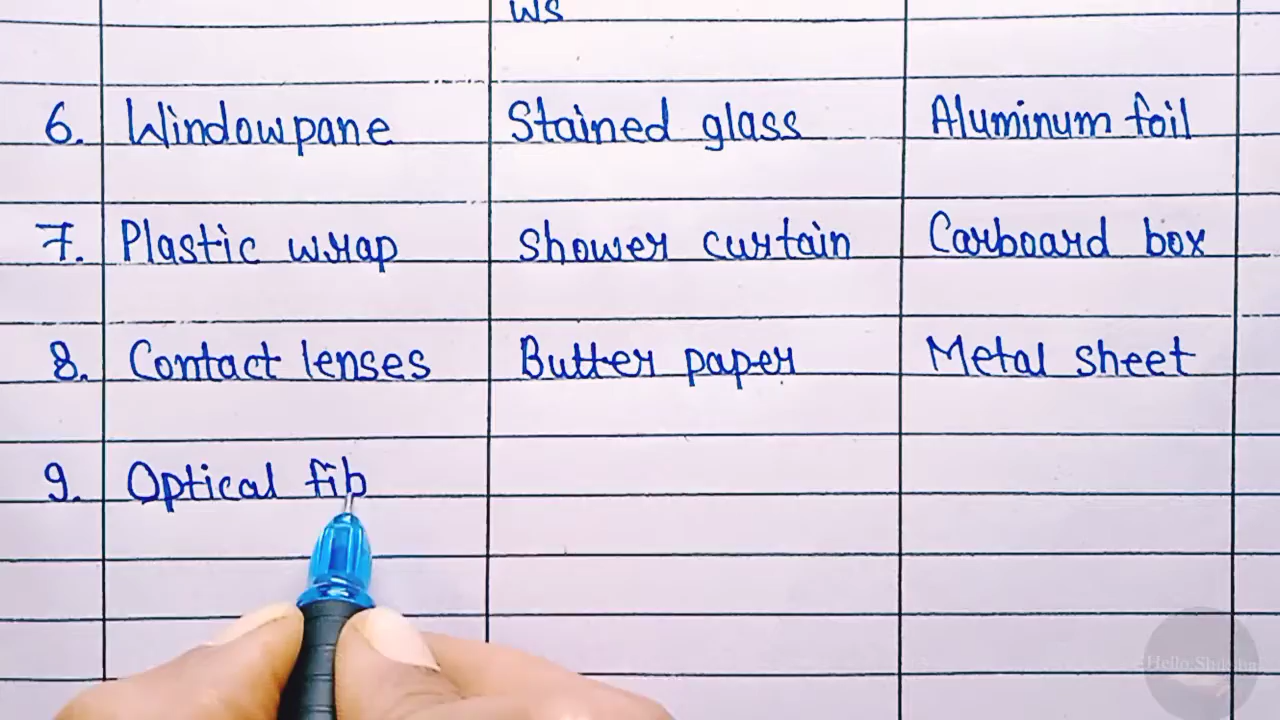 ws
6. Windowpane Stained glass Aluminum foil
7. Plastic wrap Shower curtain Carboard box
8. Contact lenses Butter paper Metal sheet
9. Optical fib